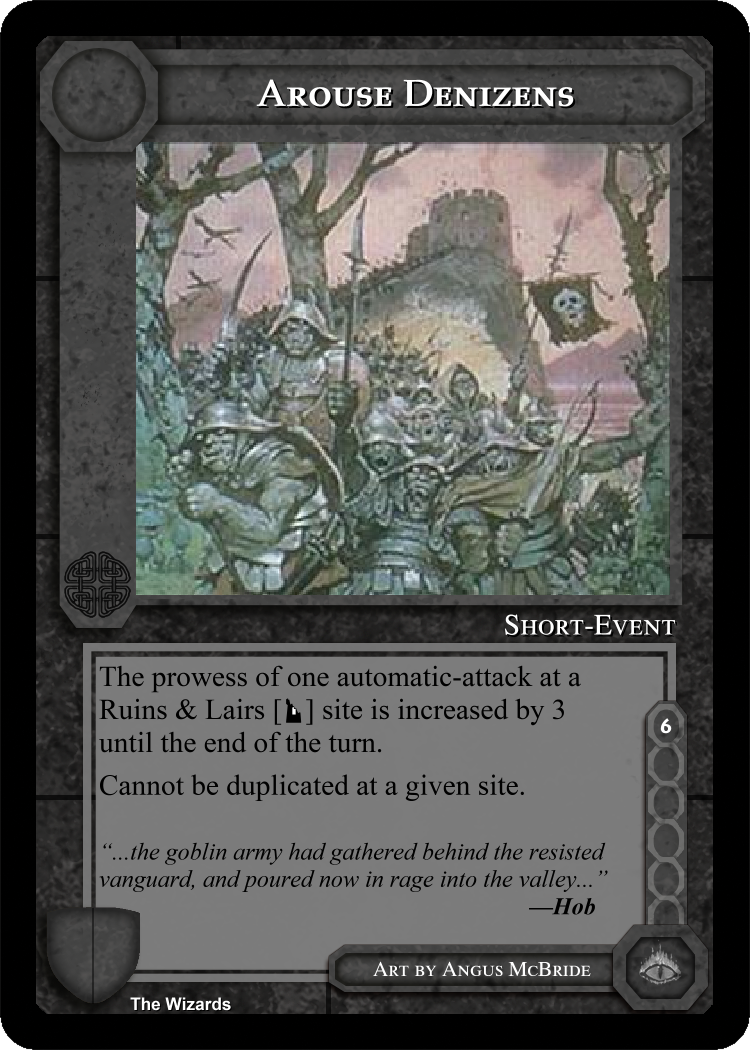 Arouse Denizens
Short-Event
The prowess of one automatic-attack at a
Ruins & Lairs [ ] site is increased by 3
until the end of the turn.
Cannot be duplicated at a given site.
6
“...the goblin army had gathered behind the resisted
vanguard, and poured now in rage into the valley...”
—Hob
Art by Angus McBride
The Wizards